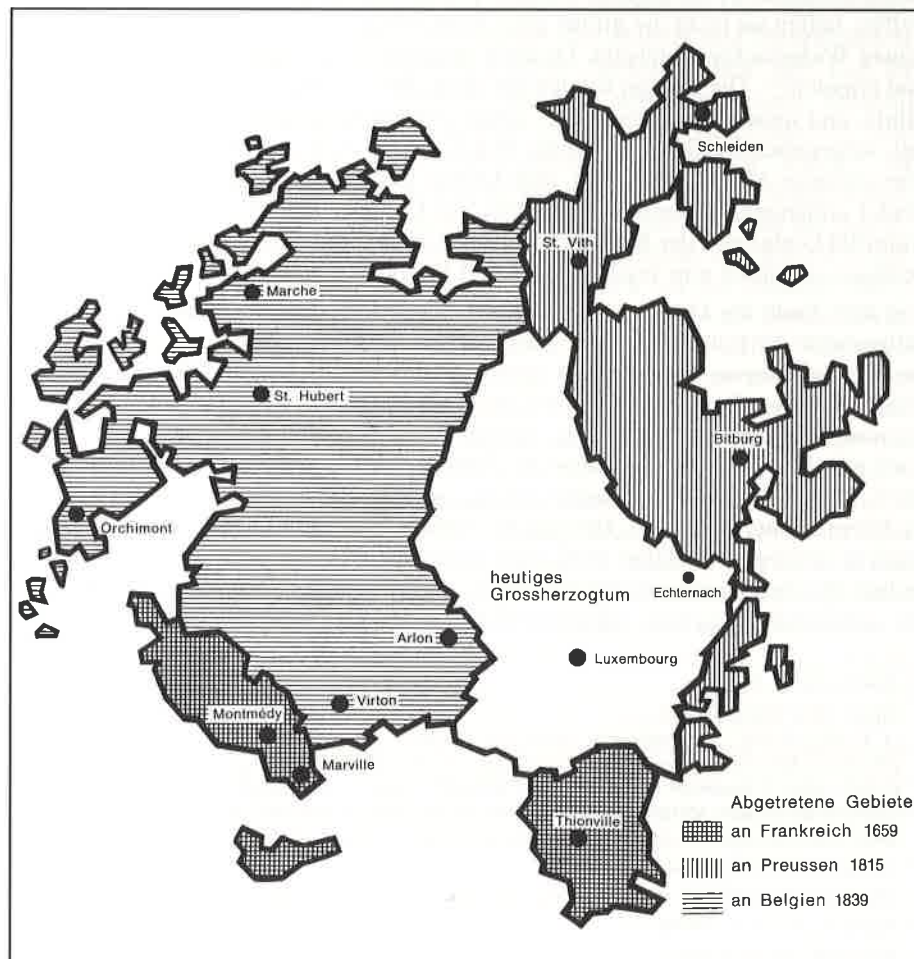 Schleiden
St. Vith
Marche
St. Hubert
Bitburg
Orchimont
heutiges
Grossherzogtum
Echternach
Arlon
Luxembourg
Virton
Montmédy
Marville
Thionville
Abgetretene Gebiete
an Frankreich 1659
an Preussen 1815
an Belgien 1839